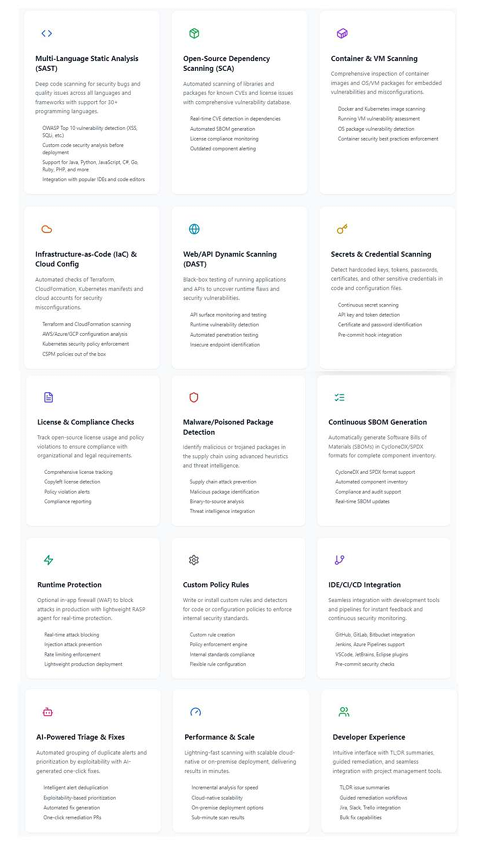 Multi-Language Static Analysis
(SAST)
Deep code scanning for security bugs and
quality issues across all languages and
frameworks with support for 30+
programming languages.
OWASP Top 10 vulnerability detection (XSS,
SQLi, etc.)
Custom code security analysis before
deployment
Support for Java, Python, JavaScript, C#, Go,
Ruby, PHP, and more
Integration with popular IDEs and code editors
Open-Source Dependency
Scanning (SCA)
Automated scanning of libraries and
packages for known CVEs and license issues
with comprehensive vulnerability database.
Real-time CVE detection in dependencies
Automated SBOM generation
License compliance monitoring
Outdated component alerting
Container & VM Scanning
Comprehensive inspection of container
images and OS/VM packages for embedded
vulnerabilities and misconfigurations.
Docker and Kubernetes image scanning
Running VM vulnerability assessment
OS package vulnerability detection
Container security best practices enforcement
Infrastructure-as-Code (IaC) &
Cloud Config
Automated checks of Terraform,
CloudFormation, Kubernetes manifests and
cloud accounts for security
misconfigurations.
Terraform and CloudFormation scanning
AWS/Azure/GCP configuration analysis
Kubernetes security policy enforcement
CSPM policies out of the box
Web/API Dynamic Scanning
(DAST)
Black-box testing of running applications
and APIs to uncover runtime flaws and
security vulnerabilities.
API surface monitoring and testing
Runtime vulnerability detection
Automated penetration testing
Insecure endpoint identification
Secrets & Credential Scanning
Detect hardcoded keys, tokens, passwords,
certificates, and other sensitive credentials in
code and configuration files.
Continuous secret scanning
API key and token detection
Certificate and password identification
Pre-commit hook integration
License & Compliance Checks
Track open-source license usage and policy
violations to ensure compliance with
organizational and legal requirements.
Comprehensive license tracking
Copyleft license detection
Policy violation alerts
Compliance reporting
Malware/Poisoned Package
Detection
Identify malicious or trojaned packages in
the supply chain using advanced heuristics
and threat intelligence.
Supply chain attack prevention
Malicious package identification
Binary-to-source analysis
Threat intelligence integration
Continuous SBOM Generation
Automatically generate Software Bills of
Materials (SBOMs) in CycloneDX/SPDX
formats for complete component inventory.
CycloneDX and SPDX format support
Automated component inventory
Compliance and audit support
Real-time SBOM updates
Runtime Protection
Optional in-app firewall (WAF) to block
attacks in production with lightweight RASP
agent for real-time protection.
Real-time attack blocking
Injection attack prevention
Rate limiting enforcement
Lightweight production deployment
Custom Policy Rules
Write or install custom rules and detectors
for code or configuration policies to enforce
internal security standards.
Custom rule creation
Policy enforcement engine
Internal standards compliance
Flexible rule configuration
IDE/CI/CD Integration
Seamless integration with development tools
and pipelines for instant feedback and
continuous security monitoring.
GitHub, GitLab, Bitbucket integration
Jenkins, Azure Pipelines support
VSCode, JetBrains, Eclipse plugins
Pre-commit security checks
AI-Powered Triage & Fixes
Automated grouping of duplicate alerts and
prioritization by exploitability with AI-
generated one-click fixes.
Intelligent alert deduplication
Exploitability-based prioritization
Automated fix generation
One-click remediation PRs
Performance & Scale
Lightning-fast scanning with scalable cloud-
native or on-premise deployment, delivering
results in minutes.
Incremental analysis for speed
Cloud-native scalability
On-premise deployment options
Sub-minute scan results
Developer Experience
Intuitive interface with TL;DR summaries,
guided remediation, and seamless
integration with project management tools.
TL;DR issue summaries
Guided remediation workflows
Jira, Slack, Trello integration
Bulk fix capabilities